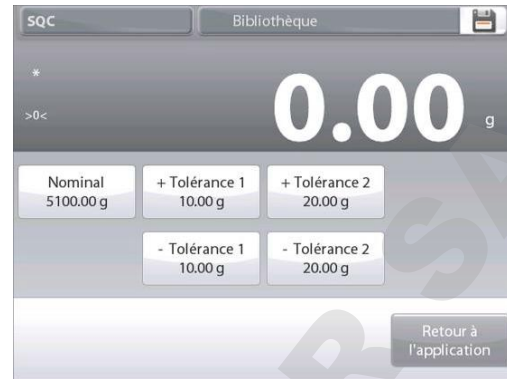 SQC
Bibliothèque
*
>0<
0.00 g
Nominal
5100.00 g
+ Tolérance 1
10.00 g
+ Tolérance 2
20.00 g
- Tolérance 1
10.00 g
- Tolérance 2
20.00 g
Retour à
l'application